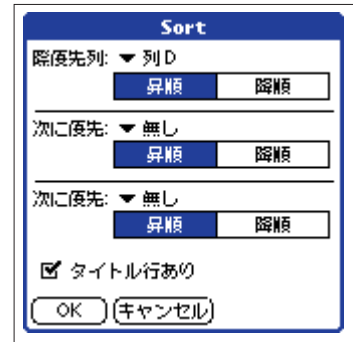 Sort
際優先列: 列D
昇順 降順
次に優先: 無し
昇順 降順
次に優先: 無し
昇順 降順
タイトル行あり
OK キャンセル